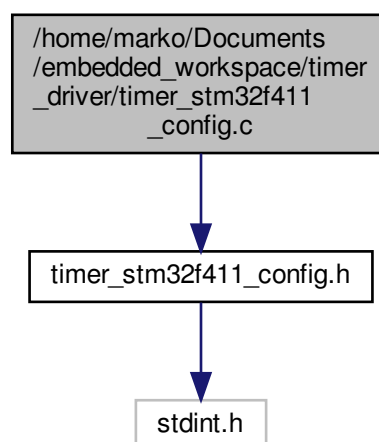 /home/marko/Documents
/embedded_workspace/timer
_driver/timer_stm32f411
_config.c
timer_stm32f411_config.h
stdint.h